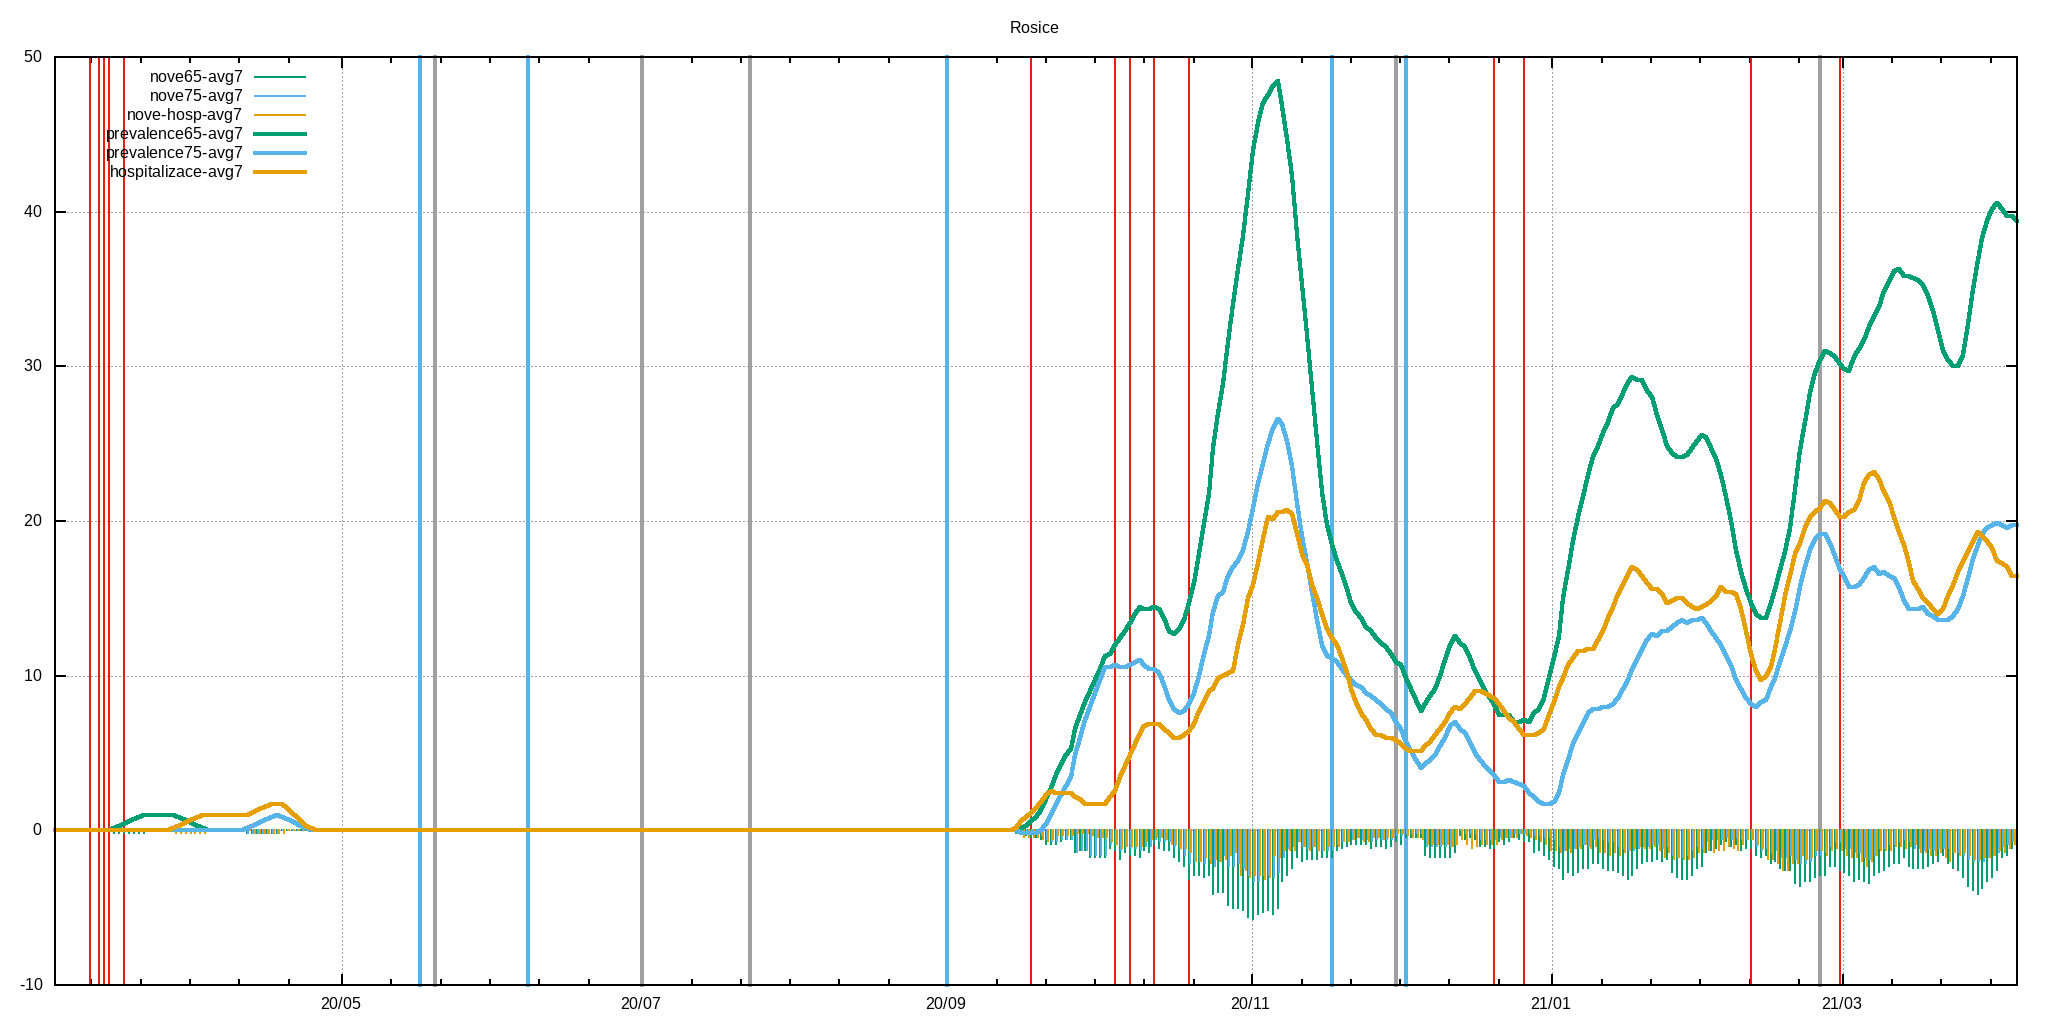 Rosice
50
nove65-avg7
nove75-avg7
nove-hosp-avg7
prevalence65-avg7
prevalence75-avg7
hospitalizace-avg7
40
30
20
10
0
-10
20/05 20/07 20/09 20/11 21/01 21/03